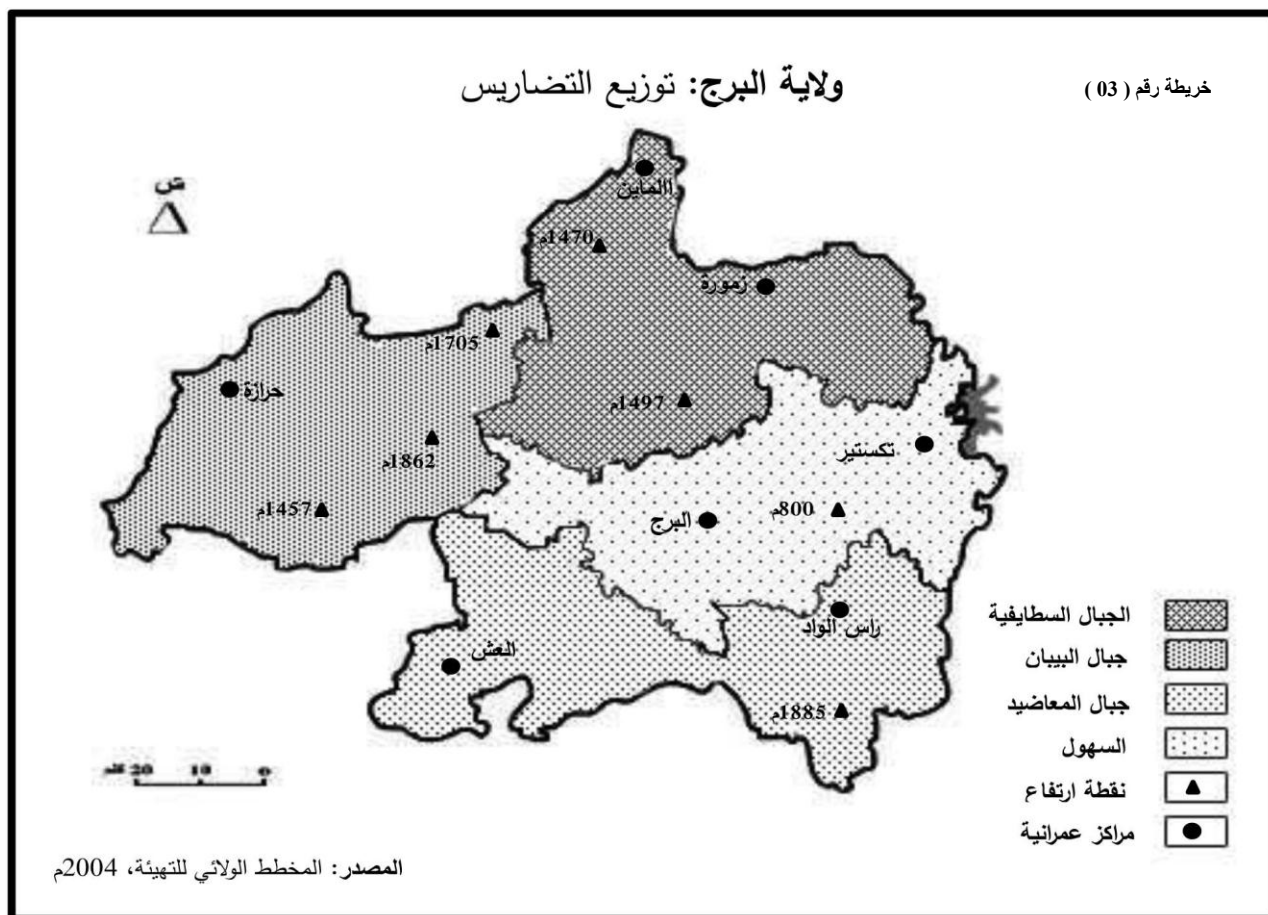 خريطة رقم ( 03 )
ولاية البرج: توزيع التضاريس
ش
االماين
1470م
زمورة
1705م
حرازة
1497م
1862م
تكستير
1457م
البرج
800م
راس الواد
العش
1885م
الجبال السطايفية
جبال البيبان
جبال المعاضيد
السهول
نقطة ارتفاع
مراكز عمرانية
0 10 20 كلم
المصدر: المخطط الولائي للتهيئة، 2004م